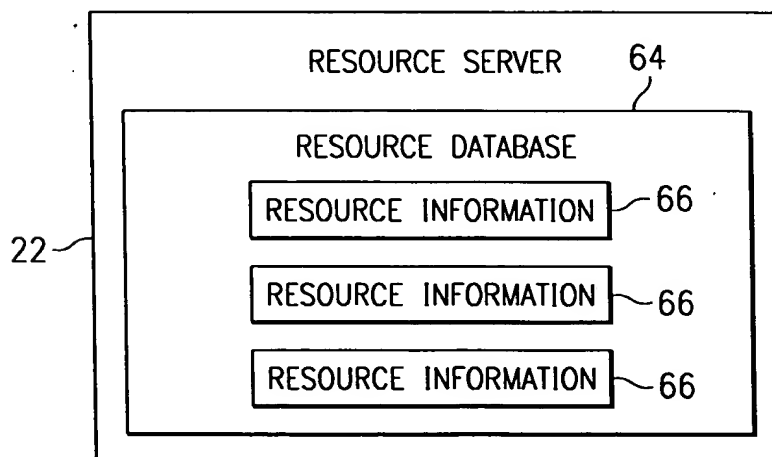 RESOURCE SERVER
64
RESOURCE DATABASE
RESOURCE INFORMATION
66
22
RESOURCE INFORMATION
66
RESOURCE INFORMATION
66